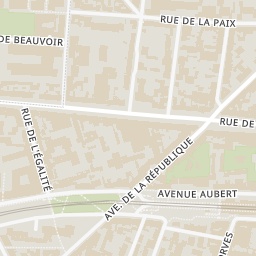 RUE DE LA PAIX
DE BEAUVOIR
RUE DE
RUE DE L'ÉGALITÉ
AVE. DE LA RÉPUBLIQUE
AVENUE AUBERT